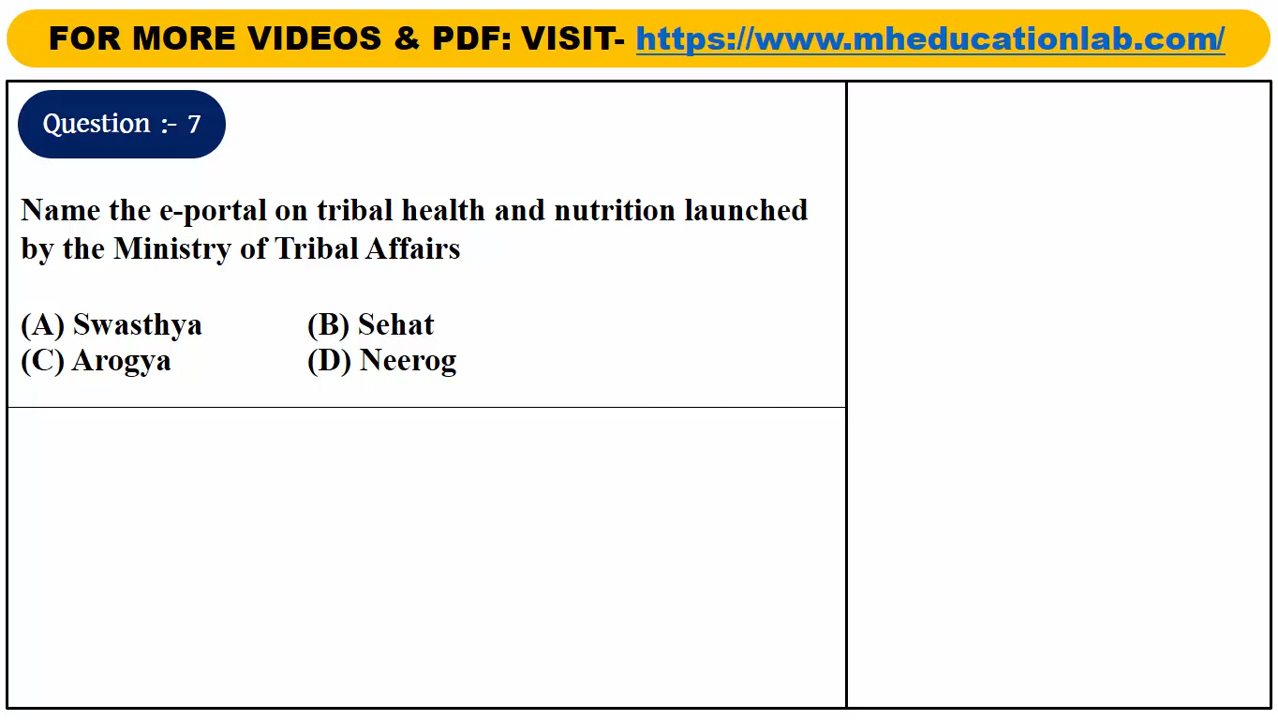 FOR MORE VIDEOS & PDF: VISIT- https://www.mheducationlab.com/
Question :- 7
Name the e-portal on tribal health and nutrition launched
by the Ministry of Tribal Affairs
(A) Swasthya (B) Sehat
(C) Arogya (D) Neerog